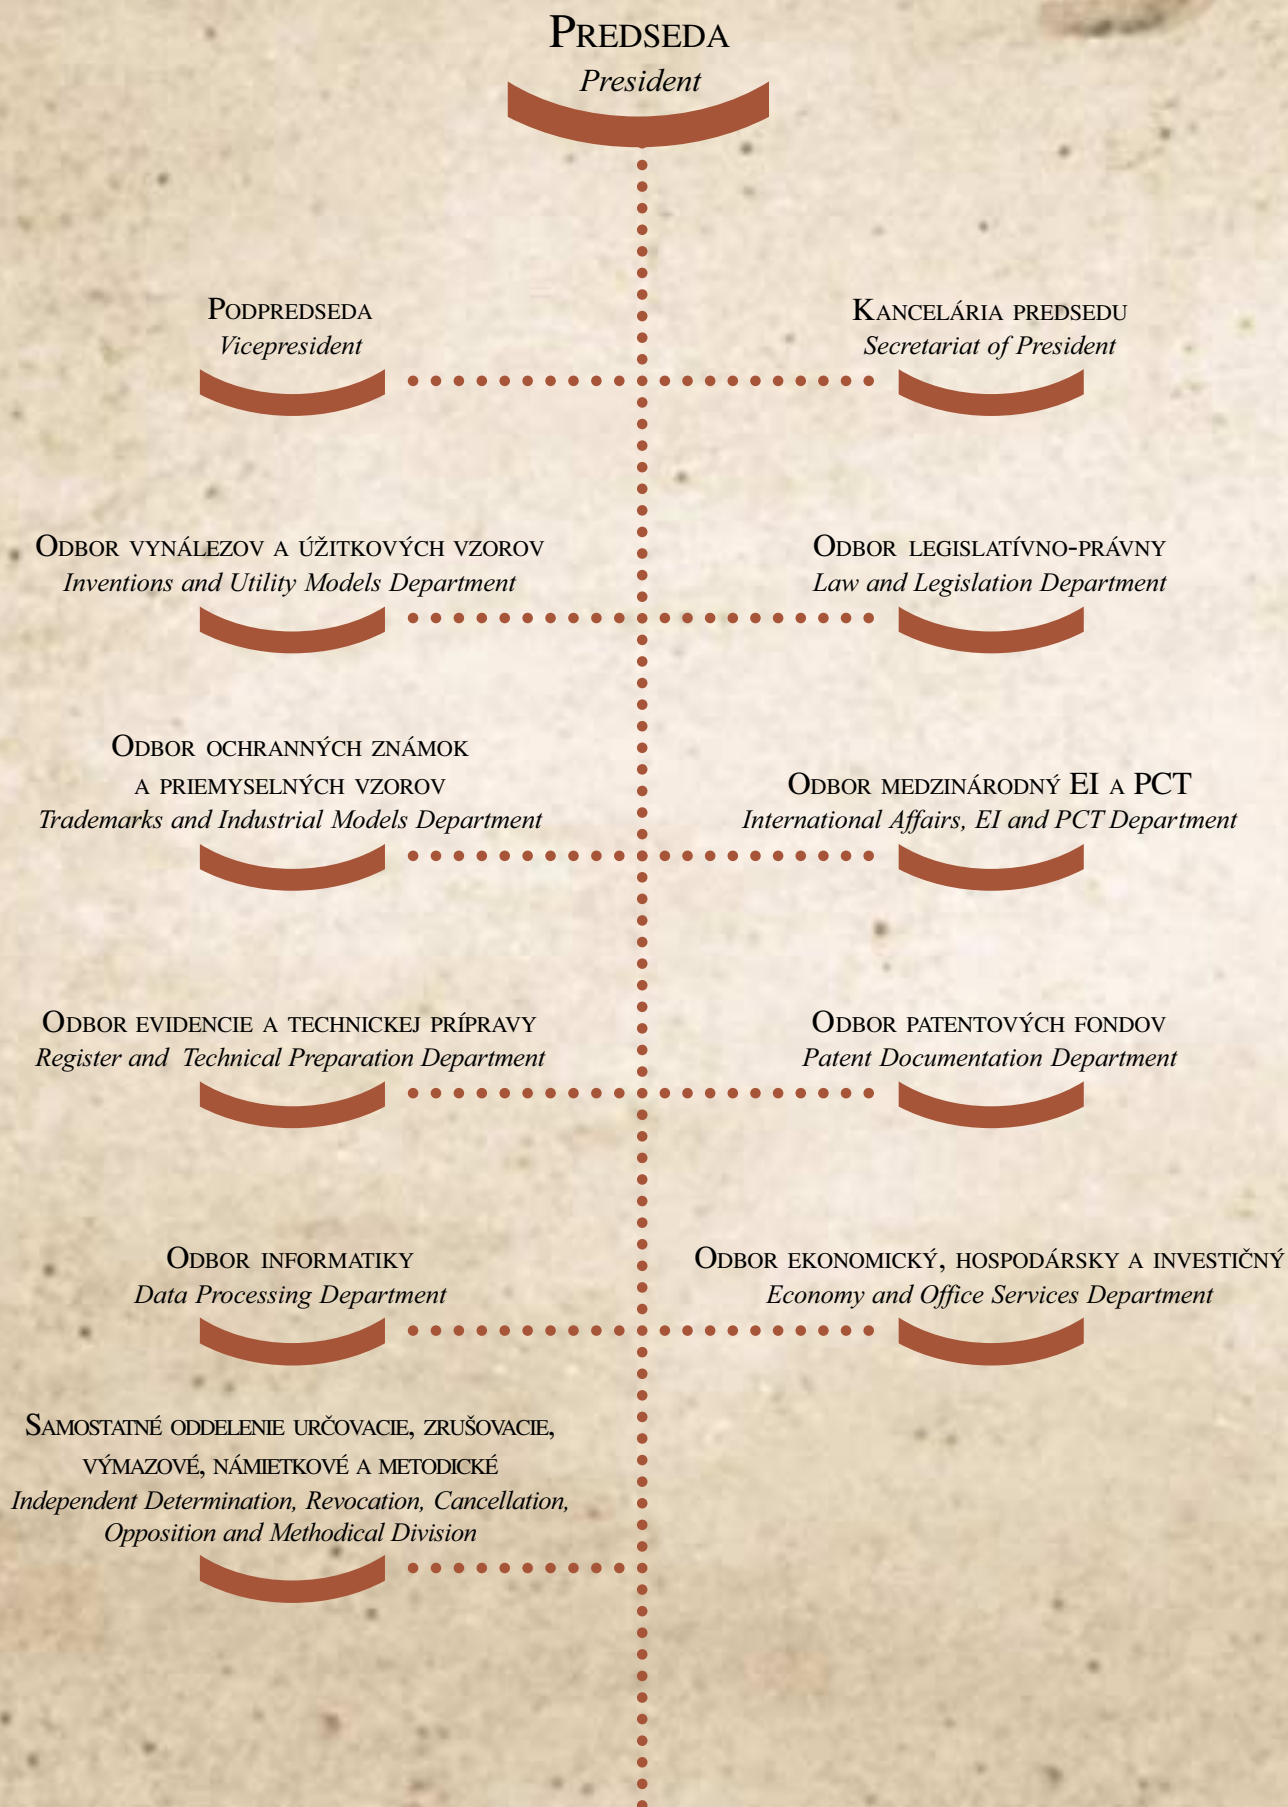 PREDSEDA
President
PODPREDSEDA
Vicepresident
KANCELÁRIA PREDSEDU
Secretariat of President
ODBOR VYNÁLEZOV A ÚŽITKOVÝCH VZOROV
Inventions and Utility Models Department
ODBOR LEGISLATÍVNO-PRÁVNY
Law and Legislation Department
ODBOR OCHRANNÝCH ZNÁMOK
A PRIEMYSELNÝCH VZOROV
Trademarks and Industrial Models Department
ODBOR MEDZINÁRODNÝ EI A PCT
International Affairs, EI and PCT Department
ODBOR EVIDENCIE A TECHNICKEJ PRÍPRAVY
Register and Technical Preparation Department
ODBOR PATENTOVÝCH FONDOV
Patent Documentation Department
ODBOR INFORMATIKY
Data Processing Department
ODBOR EKONOMICKÝ, HOSPODÁRSKY A INVESTIČNÝ
Economy and Office Services Department
SAMOSTATNÉ ODDELENIE URČOVACIE, ZRUŠOVACIE,
VÝMAZOVÉ, NÁMIETKOVÉ A METODICKÉ
Independent Determination, Revocation, Cancellation,
Opposition and Methodical Division